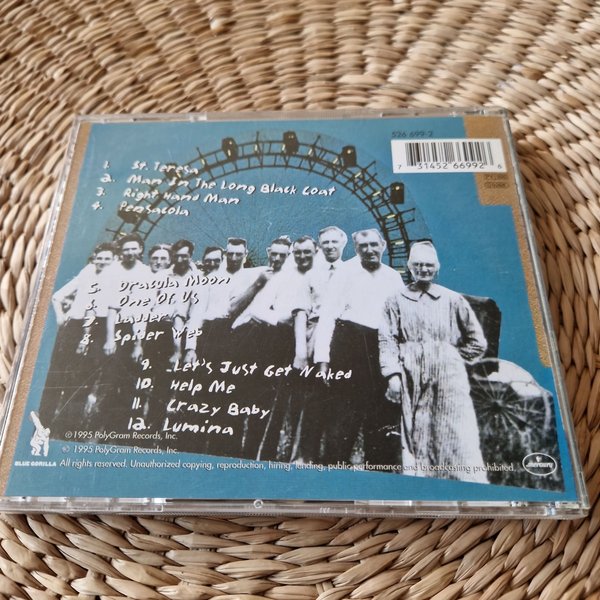 526 699-2
7 31452 66992 6
1. St. Teresa
2. Man In The Long Black Coat
3. Right Hand Man
4. Pensacola
5. Dracula Moon
6. One Of Us
7. Ladder
8. Spider Web
9. Let's Just Get Naked
10. Help Me
11. Crazy Baby
12. Lumina
℗1995 PolyGram Records, Inc.
© 1995 PolyGram Records, Inc.
All rights reserved. Unauthorized copying, reproduction, hiring, lending, public performance and broadcasting prohibited.
BLUE GORILLA
mercury